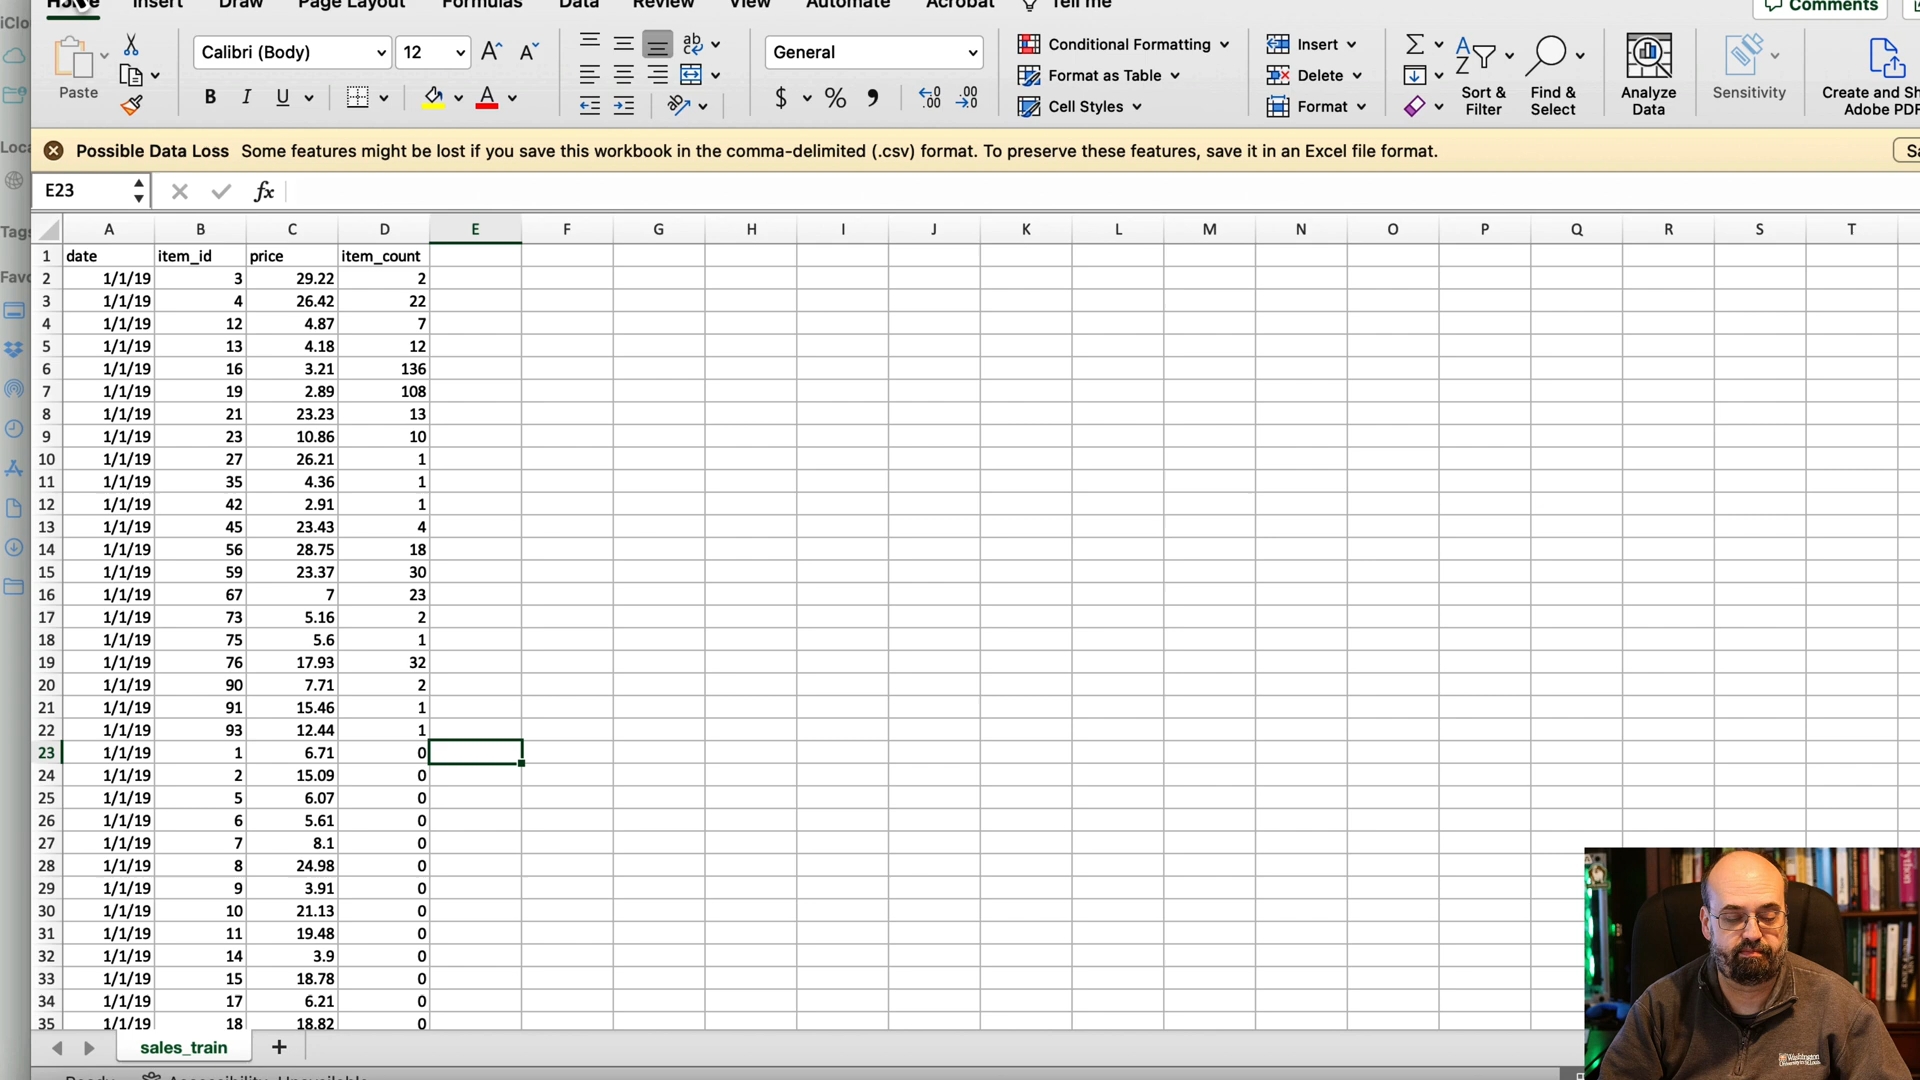 Home Insert Draw Page Layout Formulas Data Review View Automate Acrobat Tell me Comments
iClou
Loca
Tags
Favo
Paste
Calibri (Body) 12
B I U
ab
General
$ % 9 .00 .00
Conditional Formatting
Format as Table
Cell Styles
Insert
Delete
Format
Sort & Filter
Find & Select
Analyze Data
Sensitivity
Create and Sh
Adobe PDF
Possible Data Loss Some features might be lost if you save this workbook in the comma-delimited (.csv) format. To preserve these features, save it in an Excel file format. Sa
E23 fx
A B C D E F G H I J K L M N O P Q R S T
1 date item_id price item_count
2 1/1/19 3 29.22 2
3 1/1/19 4 26.42 22
4 1/1/19 12 4.87 7
5 1/1/19 13 4.18 12
6 1/1/19 16 3.21 136
7 1/1/19 19 2.89 108
8 1/1/19 21 23.23 13
9 1/1/19 23 10.86 10
10 1/1/19 27 26.21 1
11 1/1/19 35 4.36 1
12 1/1/19 42 2.91 1
13 1/1/19 45 23.43 4
14 1/1/19 56 28.75 18
15 1/1/19 59 23.37 30
16 1/1/19 67 7 23
17 1/1/19 73 5.16 2
18 1/1/19 75 5.6 1
19 1/1/19 76 17.93 32
20 1/1/19 90 7.71 2
21 1/1/19 91 15.46 1
22 1/1/19 93 12.44 1
23 1/1/19 1 6.71 0
24 1/1/19 2 15.09 0
25 1/1/19 5 6.07 0
26 1/1/19 6 5.61 0
27 1/1/19 7 8.1 0
28 1/1/19 8 24.98 0
29 1/1/19 9 3.91 0
30 1/1/19 10 21.13 0
31 1/1/19 11 19.48 0
32 1/1/19 14 3.9 0
33 1/1/19 15 18.78 0
34 1/1/19 17 6.21 0
35 1/1/19 18 18.82 0
sales_train +
Ready Accessibility: Unavailable
Washington
Python